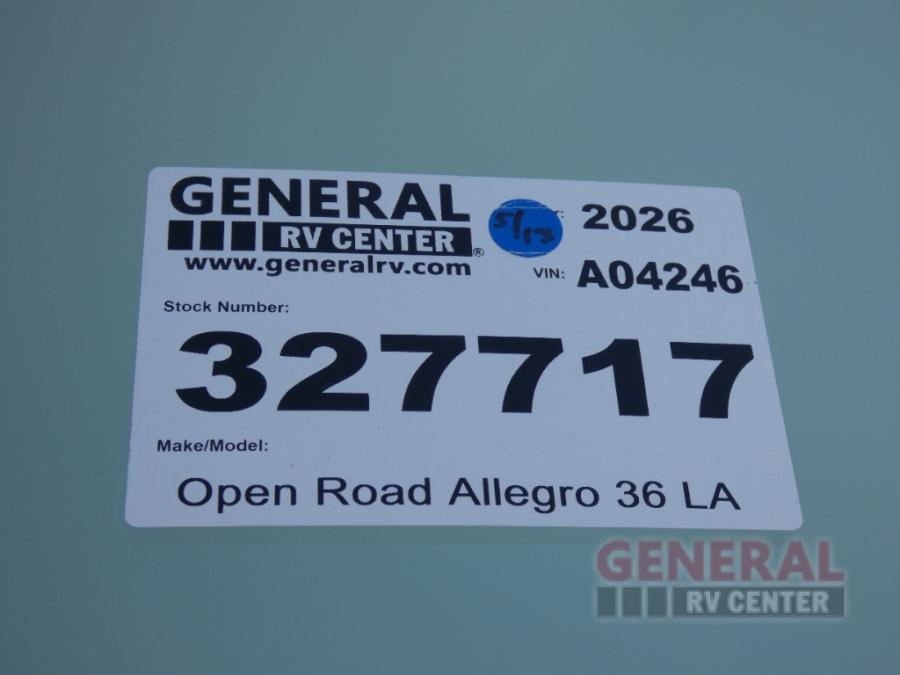 GENERAL
RV CENTER®
www.generalrv.com
5/13
2026
VIN: A04246
Stock Number:
327717
Make/Model:
Open Road Allegro 36 LA
GENERAL
RV CENTER